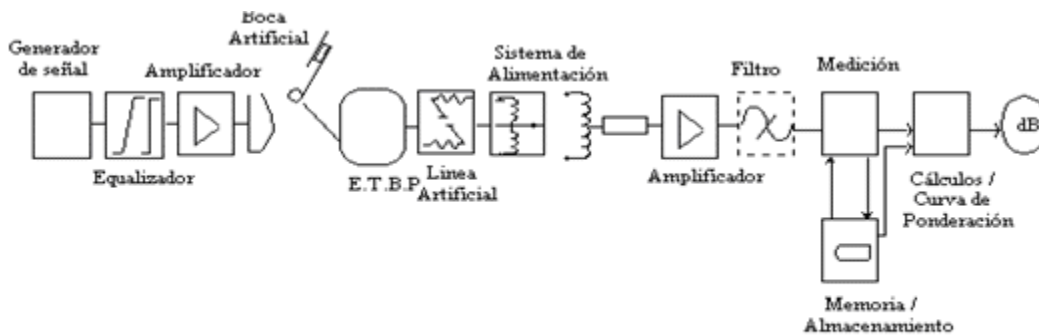 Boca
Artificial
Generador
de señal
Amplificador
Sistema de
Alimentación
Filtro
Medición
dB
Equalizador
E.T.B.P
Linea
Artificial
Amplificador
Cálculos /
Curva de
Ponderación
Memoria /
Almacenamiento